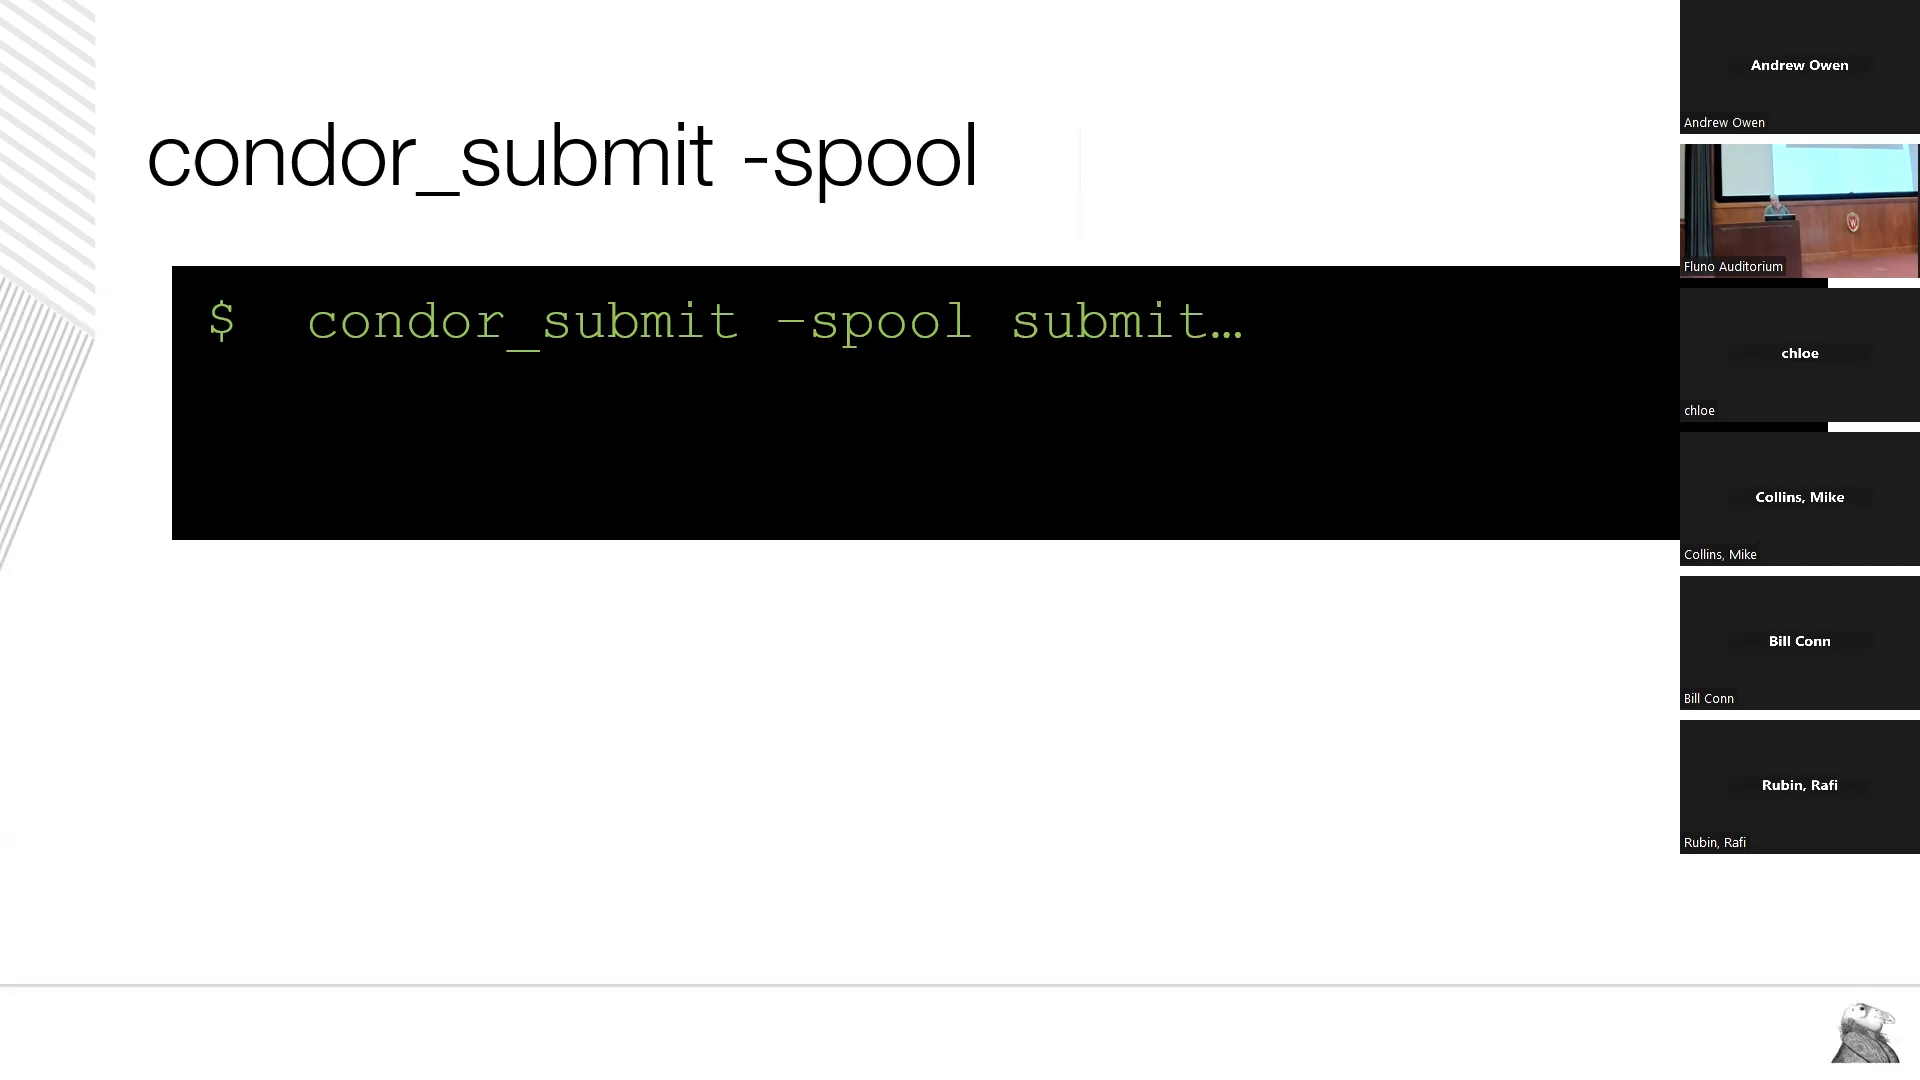 condor_submit -spool
$ condor_submit –spool submit…
Andrew Owen
Andrew Owen
Fluno Auditorium
chloe
chloe
Collins, Mike
Collins, Mike
Bill Conn
Bill Conn
Rubin, Rafi
Rubin, Rafi
W